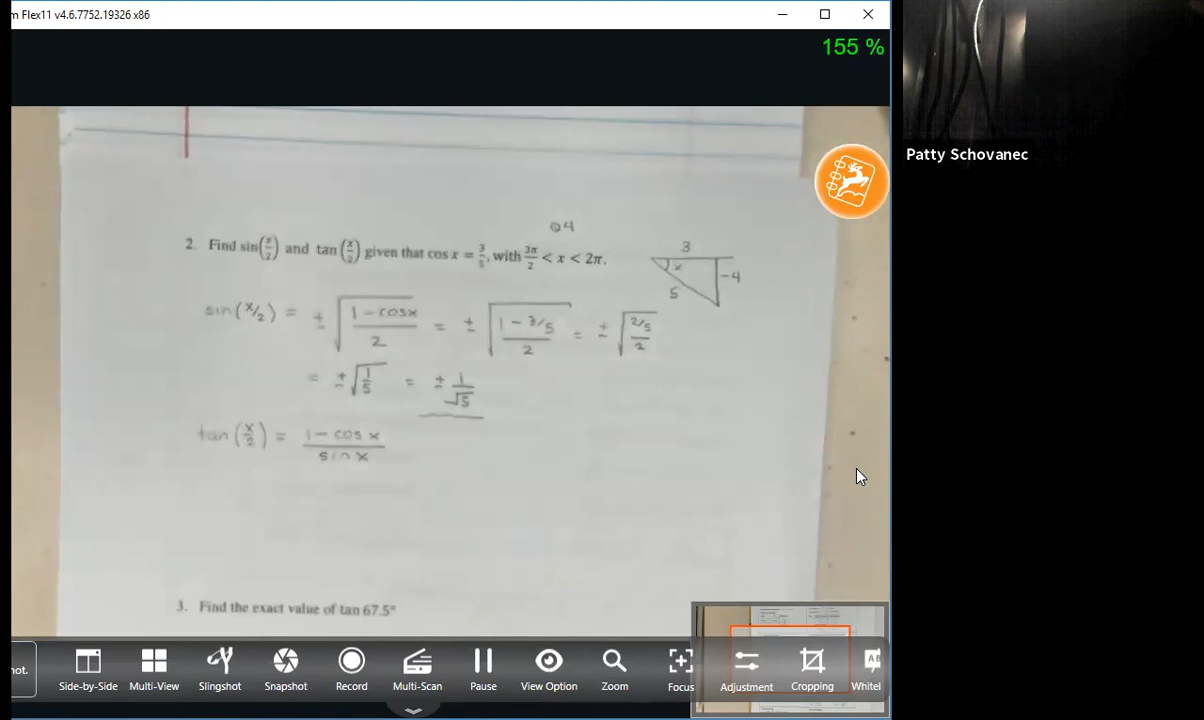 m Flex11 v4.6.7752.19326 x86
155 %
Patty Schovanec
Q4
2. Find sin(x/2) and tan(x/2) given that cos x = 3/5, with 3π/2 < x < 2π.
3
x
-4
5
sin(x/2) = ± √((1 - cosx)/2) = ± √((1 - 3/5)/2) = ± √((2/5)/2)
= ± √(1/5) = ± 1/√5
tan(x/2) = (1 - cos x)/(sin x)
3. Find the exact value of tan 67.5°
not.
Side-by-Side
Multi-View
Slingshot
Snapshot
Record
Multi-Scan
Pause
View Option
Zoom
Focus
Adjustment
Cropping
Whitel